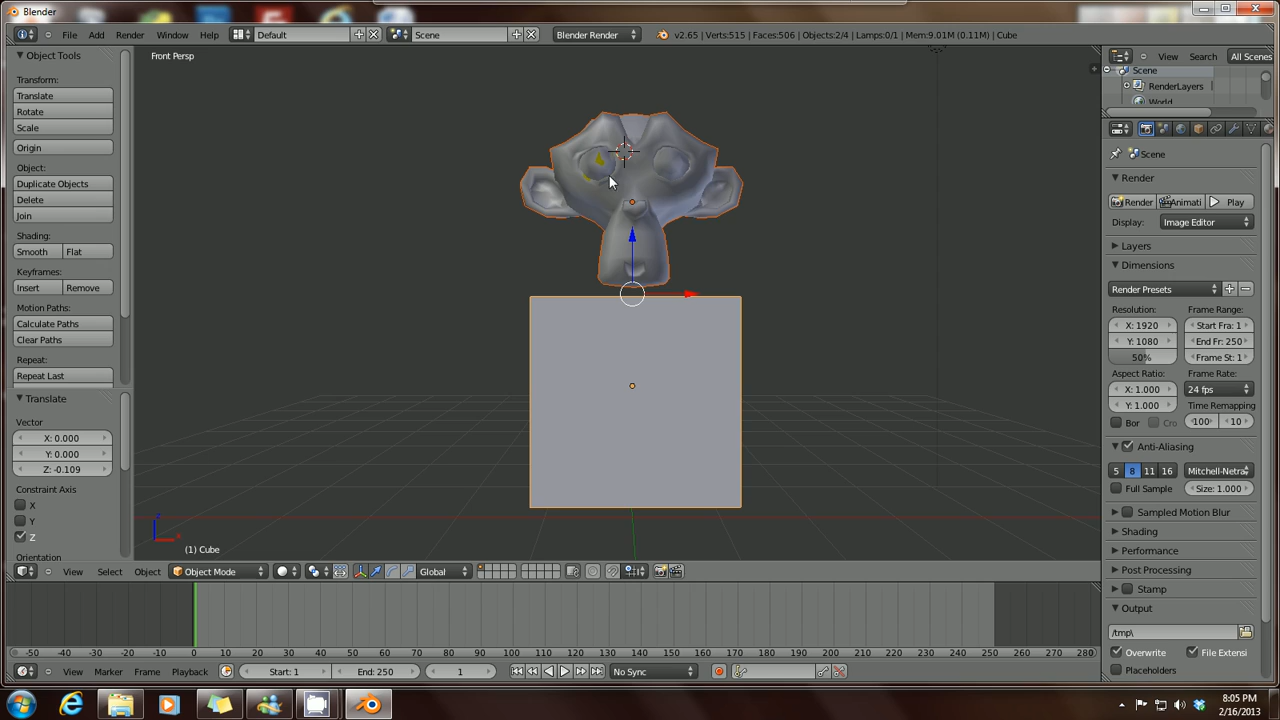 Blender
File Add Render Window Help Default Scene Blender Render v2.65 | Verts:515 | Faces:506 | Objects:2/4 | Lamps:0/1 | Mem:9.01M (0.11M) | Cube
Object Tools
Transform:
Translate
Rotate
Scale
Origin
Object:
Duplicate Objects
Delete
Join
Shading:
Smooth Flat
Keyframes:
Insert Remove
Motion Paths:
Calculate Paths
Clear Paths
Repeat:
Repeat Last
Translate
Vector
X: 0.000
Y: 0.000
Z: -0.109
Constraint Axis
X
Y
Z
Orientation
Front Persp
z
x
(1) Cube
View Select Object Object Mode Global
View Search All Scenes
Scene
RenderLayers
World
Scene
Render
Render Animati Play
Display: Image Editor
Layers
Dimensions
Render Presets
Resolution: Frame Range:
X: 1920 Start Fra: 1
Y: 1080 End Fr: 250
50% Frame St: 1
Aspect Ratio: Frame Rate:
X: 1.000 24 fps
Y: 1.000 Time Remapping
Bor Cro 100 10
Anti-Aliasing
5 8 11 16 Mitchell-Netra
Full Sample Size: 1.000
Sampled Motion Blur
Shading
Performance
Post Processing
Stamp
Output
/tmp\
Overwrite File Extensi
Placeholders
-50 -40 -30 -20 -10 0 10 20 30 40 50 60 70 80 90 100 110 120 130 140 150 160 170 180 190 200 210 220 230 240 250 260 270 280
View Marker Frame Playback Start: 1 End: 250 1 No Sync
8:05 PM
2/16/2013